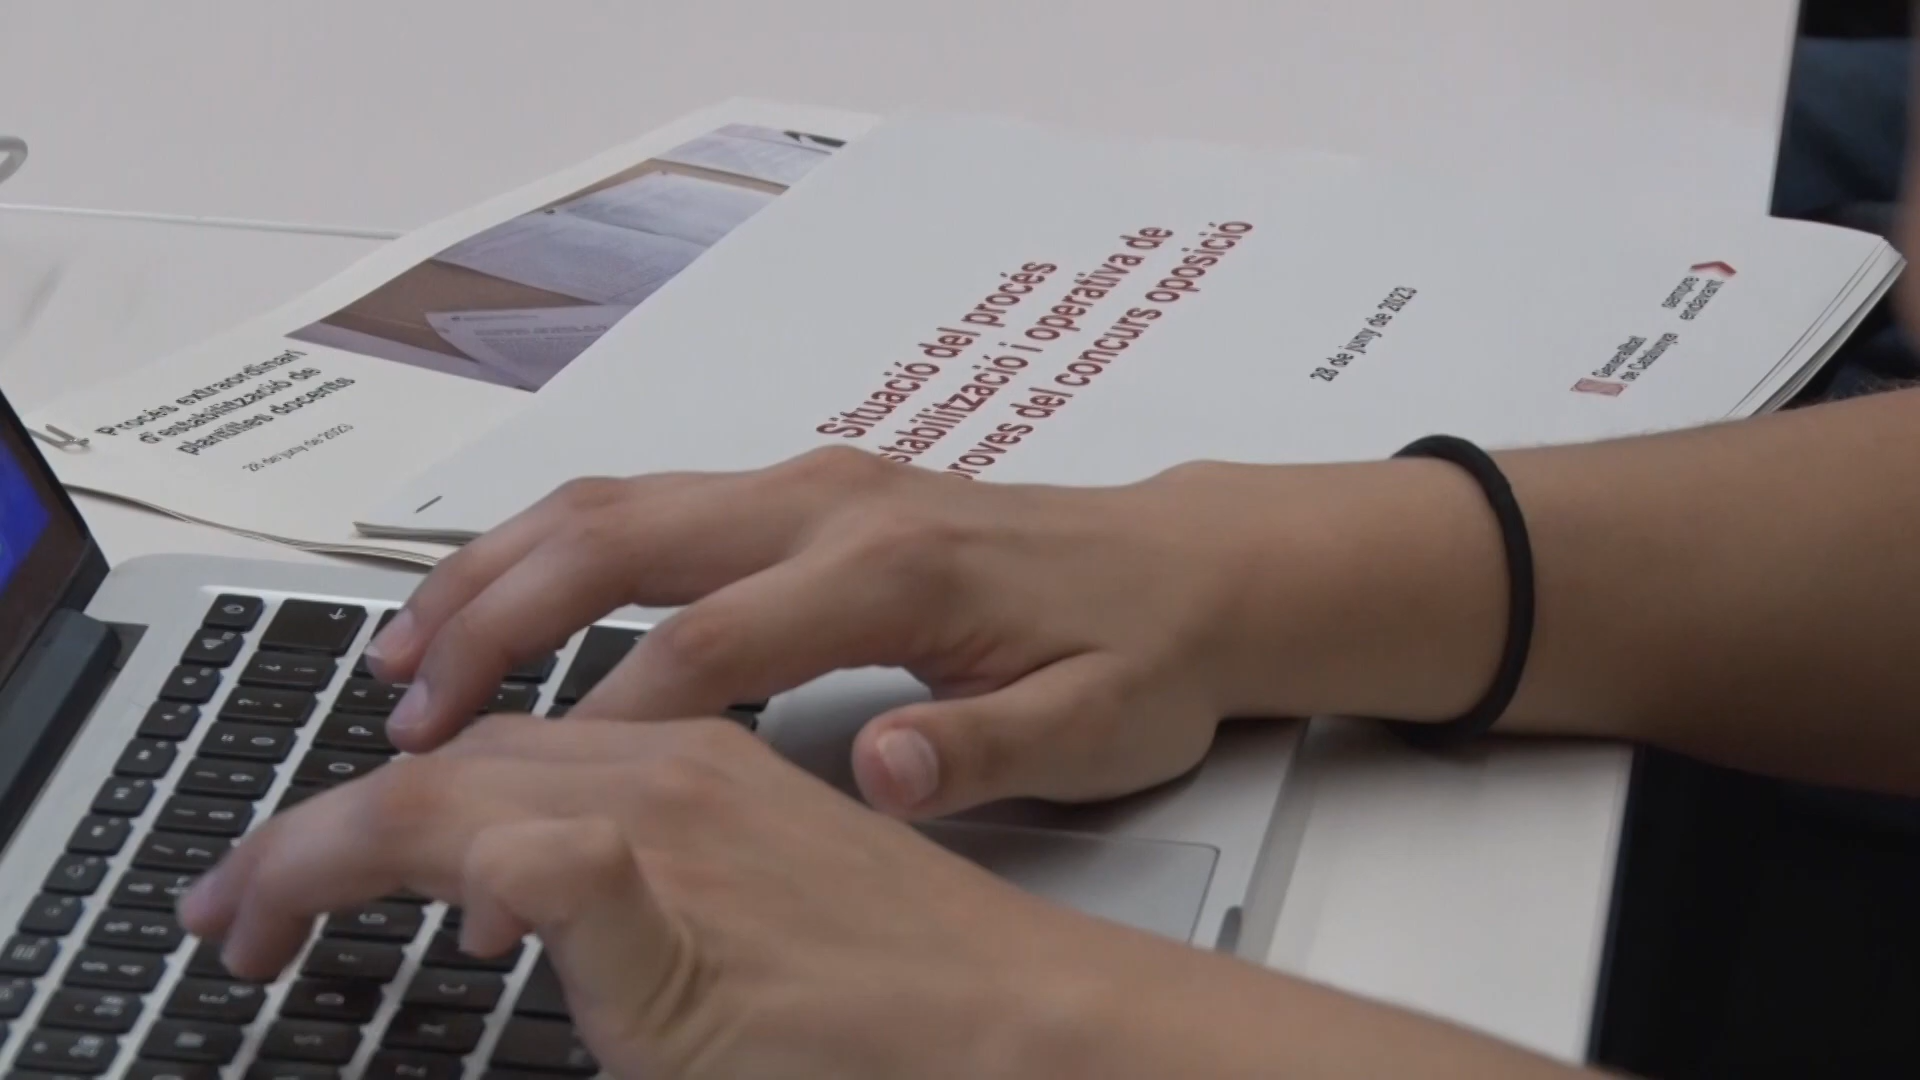 Procés extraordinari
d'estabilització de
plantilles docents
28 de juny de 2023
Situació del procés
stabilització i operativa de
proves del concurs oposició
28 de juny de 2023
Generalitat
de Catalunya
sempre
endavant